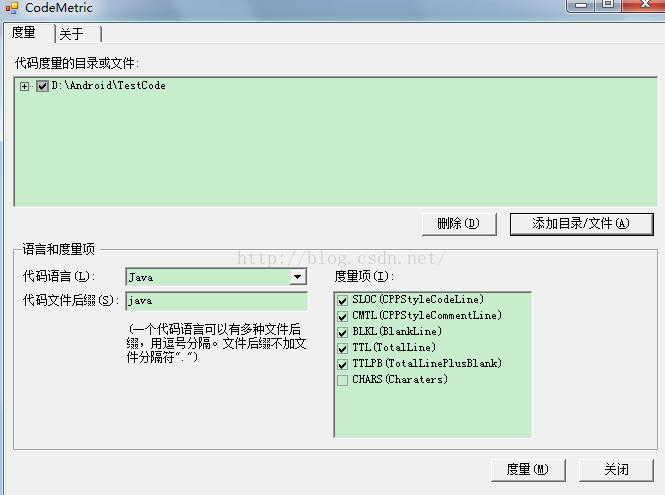 CodeMetric
度量 关于
代码度量的目录或文件:
D:\Android\TestCode
删除(D) 添加目录/文件(A)
语言和度量项
http://blog.csdn.net/
代码语言(L): Java
代码文件后缀(S): java
(一个代码语言可以有多种文件后
缀，用逗号分隔。文件后缀不加文
件分隔符".")
度量项(I):
SLOC(CPPStyleCodeLine)
CMTL(CPPStyleCommentLine)
BLKL(BlankLine)
TTL(TotalLine)
TTLPB(TotalLinePlusBlank)
CHARS(Charaters)
度量(M) 关闭